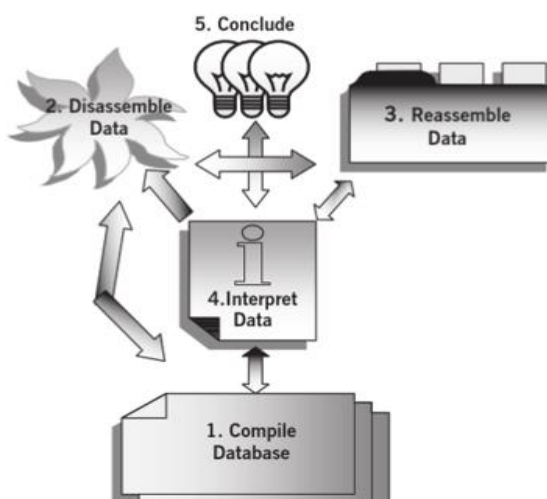 5. Conclude
2. Disassemble
Data
3. Reassemble
Data
i
4.Interpret
Data
1. Compile
Database